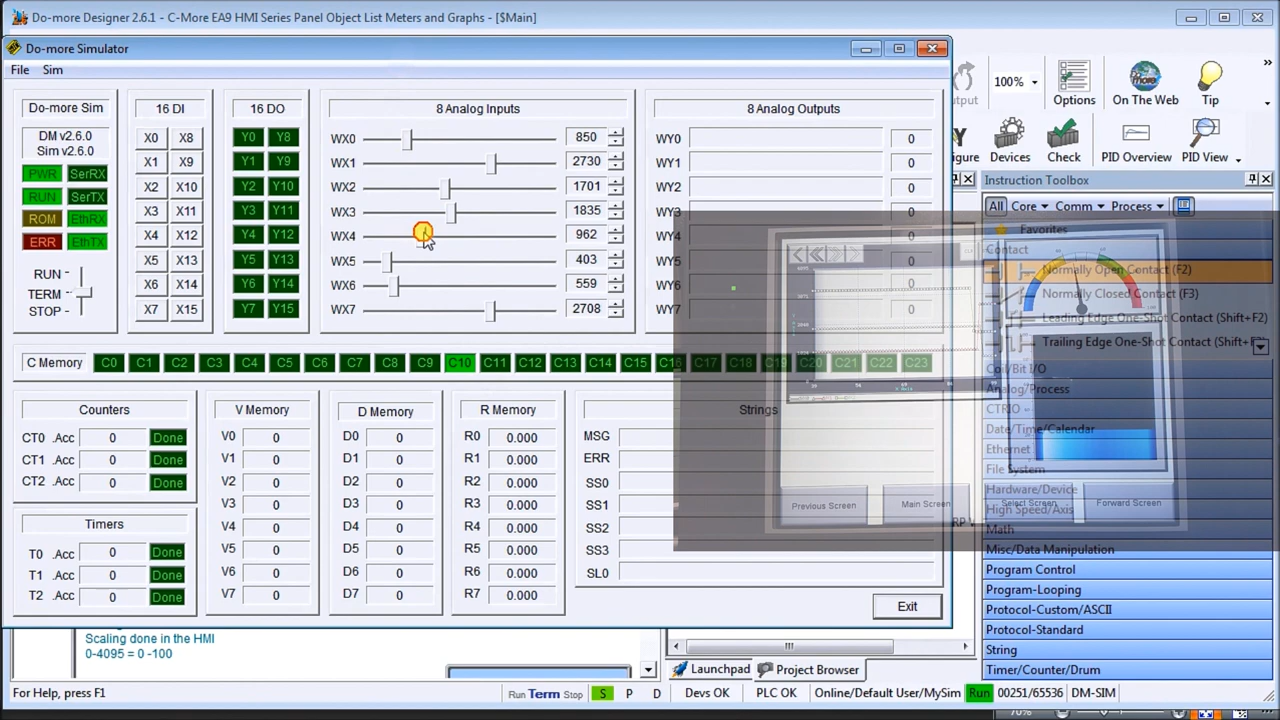 Do-more Designer 2.6.1 - C-More EA9 HMI Series Panel Object List Meters and Graphs - [$Main]
Do-more Simulator
File Sim
Do-more Sim
DM v2.6.0
Sim v2.6.0
PWR SerRX
RUN SerTX
ROM EthRX
ERR EthTX
RUN
TERM
STOP
16 DI
X0 X8
X1 X9
X2 X10
X3 X11
X4 X12
X5 X13
X6 X14
X7 X15
16 DO
Y0 Y8
Y1 Y9
Y2 Y10
Y3 Y11
Y4 Y12
Y5 Y13
Y6 Y14
Y7 Y15
8 Analog Inputs
WX0 850
WX1 2730
WX2 1701
WX3 1835
WX4 962
WX5 403
WX6 559
WX7 2708
8 Analog Outputs
WY0 0
WY1 0
WY2 0
WY3 0
WY4 0
WY5 0
WY6 0
WY7 0
C Memory C0 C1 C2 C3 C4 C5 C6 C7 C8 C9 C10 C11 C12 C13 C14 C15 C16 C17 C18 C19 C20 C21 C22 C23
Counters
CT0 .Acc 0 Done
CT1 .Acc 0 Done
CT2 .Acc 0 Done
Timers
T0 .Acc 0 Done
T1 .Acc 0 Done
T2 .Acc 0 Done
V Memory
V0 0
V1 0
V2 0
V3 0
V4 0
V5 0
V6 0
V7 0
D Memory
D0 0
D1 0
D2 0
D3 0
D4 0
D5 0
D6 0
D7 0
R Memory
R0 0.000
R1 0.000
R2 0.000
R3 0.000
R4 0.000
R5 0.000
R6 0.000
R7 0.000
Strings
MSG
ERR
SS0
SS1
SS2
SS3
SL0
Exit
100%
Options
On The Web
Tip
Devices
Check
PID Overview
PID View
Instruction Toolbox
All Core Comm Process
Favorites
Contact
Normally Open Contact (F2)
Normally Closed Contact (F3)
Leading Edge One-Shot Contact (Shift+F2)
Trailing Edge One-Shot Contact (Shift+F
Coil/Bit I/O
Analog/Process
CTRIO
Date/Time/Calendar
Ethernet
File System
Hardware/Device
High Speed/Axis
Math
Misc/Data Manipulation
Program Control
Program-Looping
Protocol-Custom/ASCII
Protocol-Standard
String
Timer/Counter/Drum
Previous Screen
Main Screen
Select Screen
Forward Screen
Scaling done in the HMI
0-4095 = 0 -100
Launchpad Project Browser
For Help, press F1
Run Term Stop S P D Devs OK PLC OK Online/Default User/MySim Run 00251/65536 DM-SIM
70%